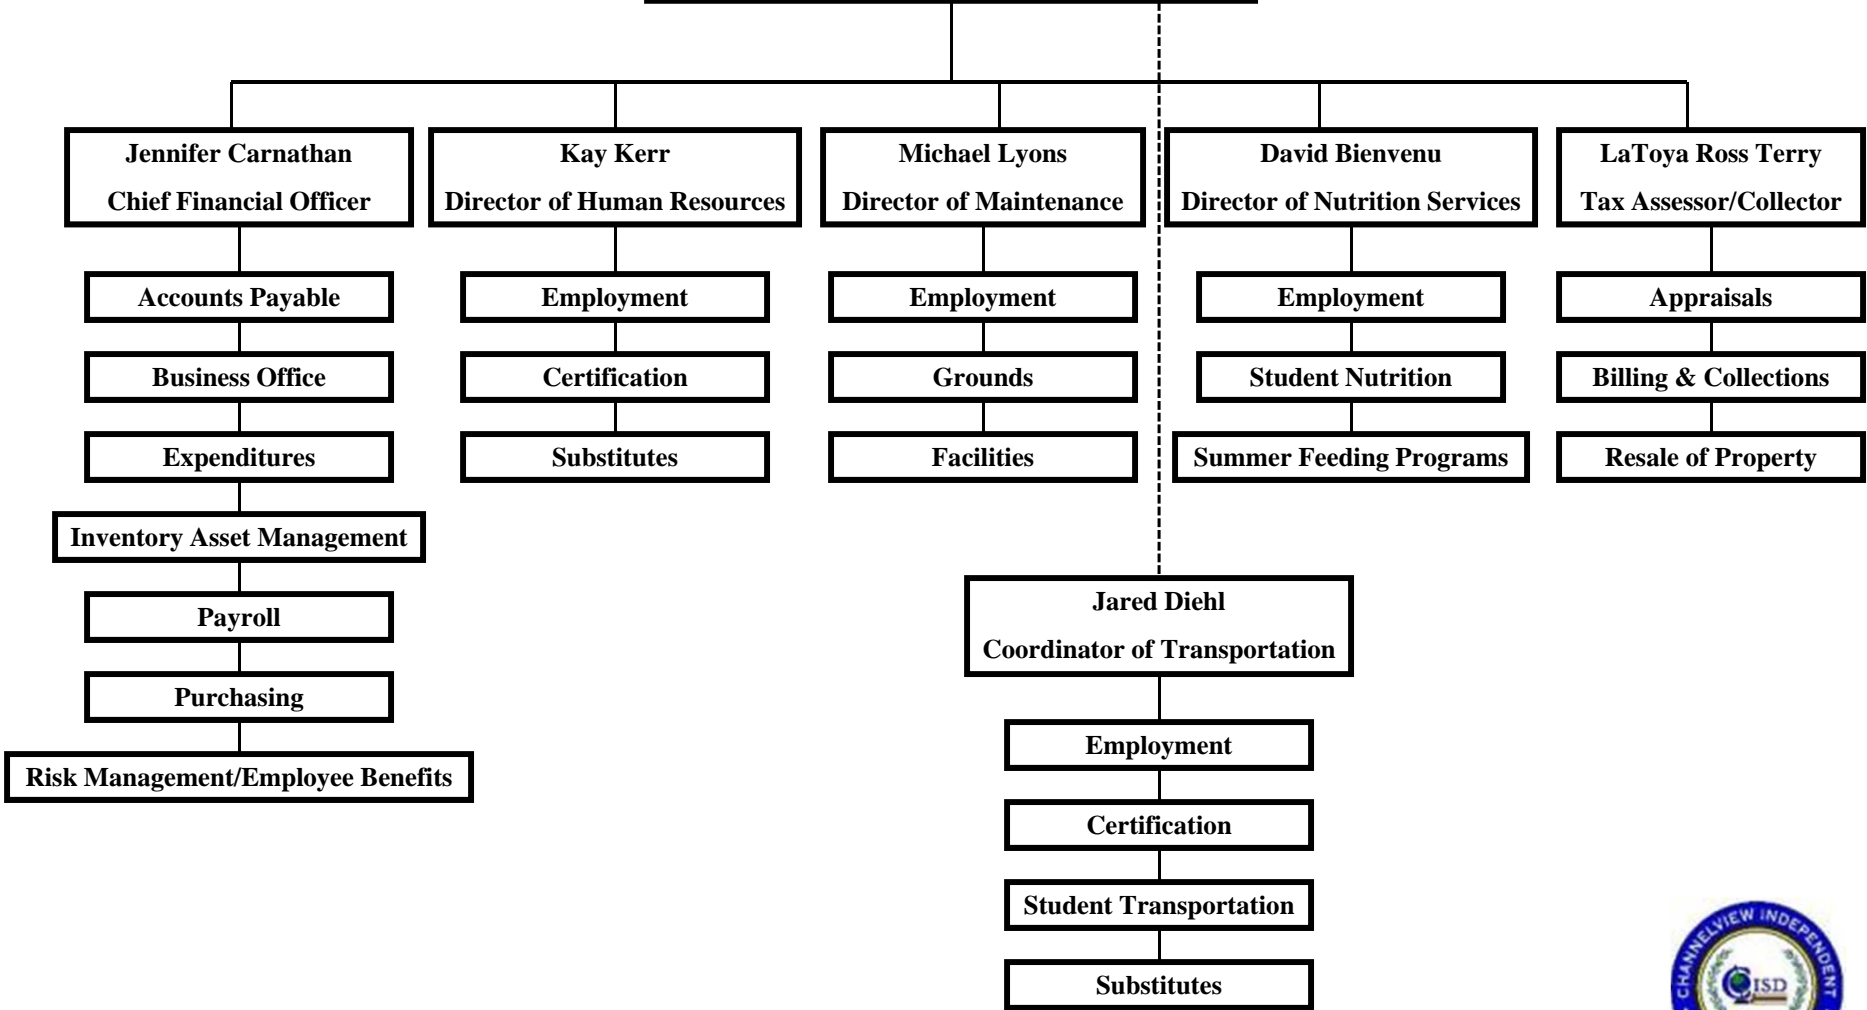 Jennifer Carnathan
Chief Financial Officer
Kay Kerr
Director of Human Resources
Michael Lyons
Director of Maintenance
David Bienvenu
Director of Nutrition Services
LaToya Ross Terry
Tax Assessor/Collector
Accounts Payable
Business Office
Expenditures
Inventory Asset Management
Payroll
Purchasing
Risk Management/Employee Benefits
Employment
Certification
Substitutes
Employment
Grounds
Facilities
Employment
Student Nutrition
Summer Feeding Programs
Appraisals
Billing & Collections
Resale of Property
Jared Diehl
Coordinator of Transportation
Employment
Certification
Student Transportation
Substitutes
CHANNELVIEW INDEPENDENT
CISD